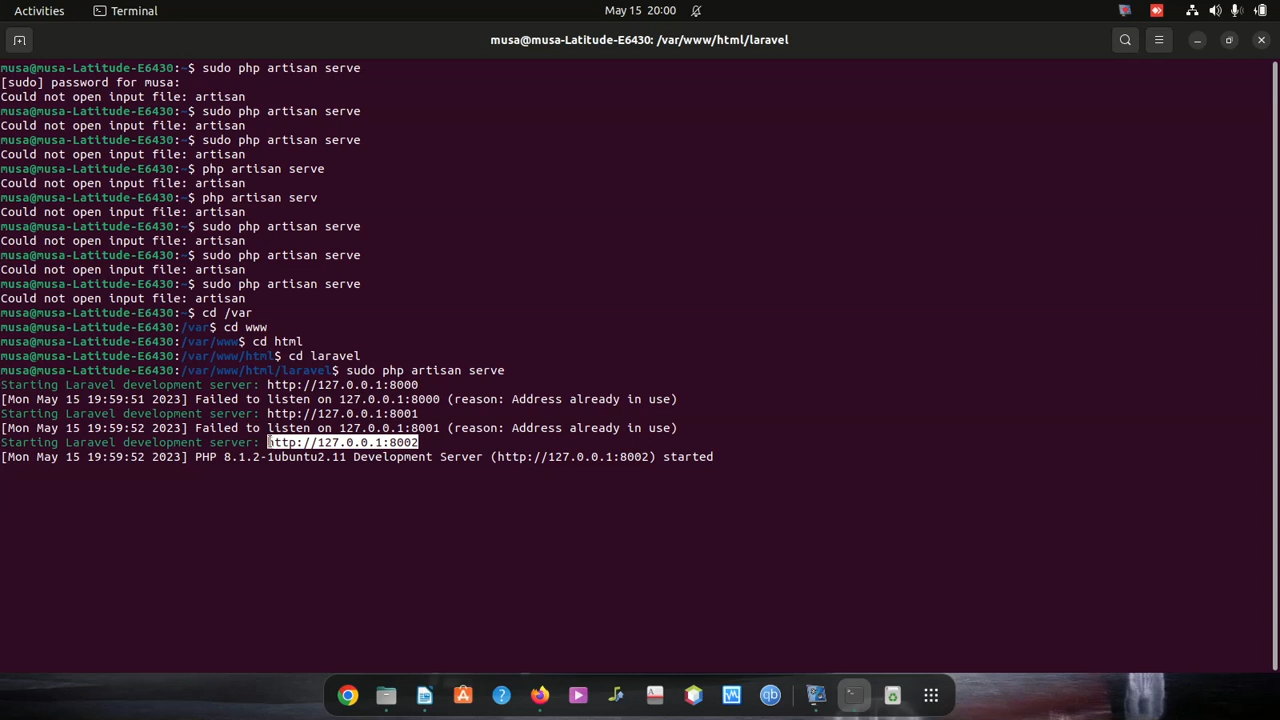 Activities
Terminal
May 15 20:00
musa@musa-Latitude-E6430: /var/www/html/laravel
musa@musa-Latitude-E6430:~$ sudo php artisan serve
[sudo] password for musa:
Could not open input file: artisan
musa@musa-Latitude-E6430:~$ sudo php artisan serve
Could not open input file: artisan
musa@musa-Latitude-E6430:~$ sudo php artisan serve
Could not open input file: artisan
musa@musa-Latitude-E6430:~$ php artisan serve
Could not open input file: artisan
musa@musa-Latitude-E6430:~$ php artisan serv
Could not open input file: artisan
musa@musa-Latitude-E6430:~$ sudo php artisan serve
Could not open input file: artisan
musa@musa-Latitude-E6430:~$ sudo php artisan serve
Could not open input file: artisan
musa@musa-Latitude-E6430:~$ sudo php artisan serve
Could not open input file: artisan
musa@musa-Latitude-E6430:~$ cd /var
musa@musa-Latitude-E6430:/var$ cd www
musa@musa-Latitude-E6430:/var/www$ cd html
musa@musa-Latitude-E6430:/var/www/html$ cd laravel
musa@musa-Latitude-E6430:/var/www/html/laravel$ sudo php artisan serve
Starting Laravel development server: http://127.0.0.1:8000
[Mon May 15 19:59:51 2023] Failed to listen on 127.0.0.1:8000 (reason: Address already in use)
Starting Laravel development server: http://127.0.0.1:8001
[Mon May 15 19:59:52 2023] Failed to listen on 127.0.0.1:8001 (reason: Address already in use)
Starting Laravel development server: http://127.0.0.1:8002
[Mon May 15 19:59:52 2023] PHP 8.1.2-1ubuntu2.11 Development Server (http://127.0.0.1:8002) started
qb